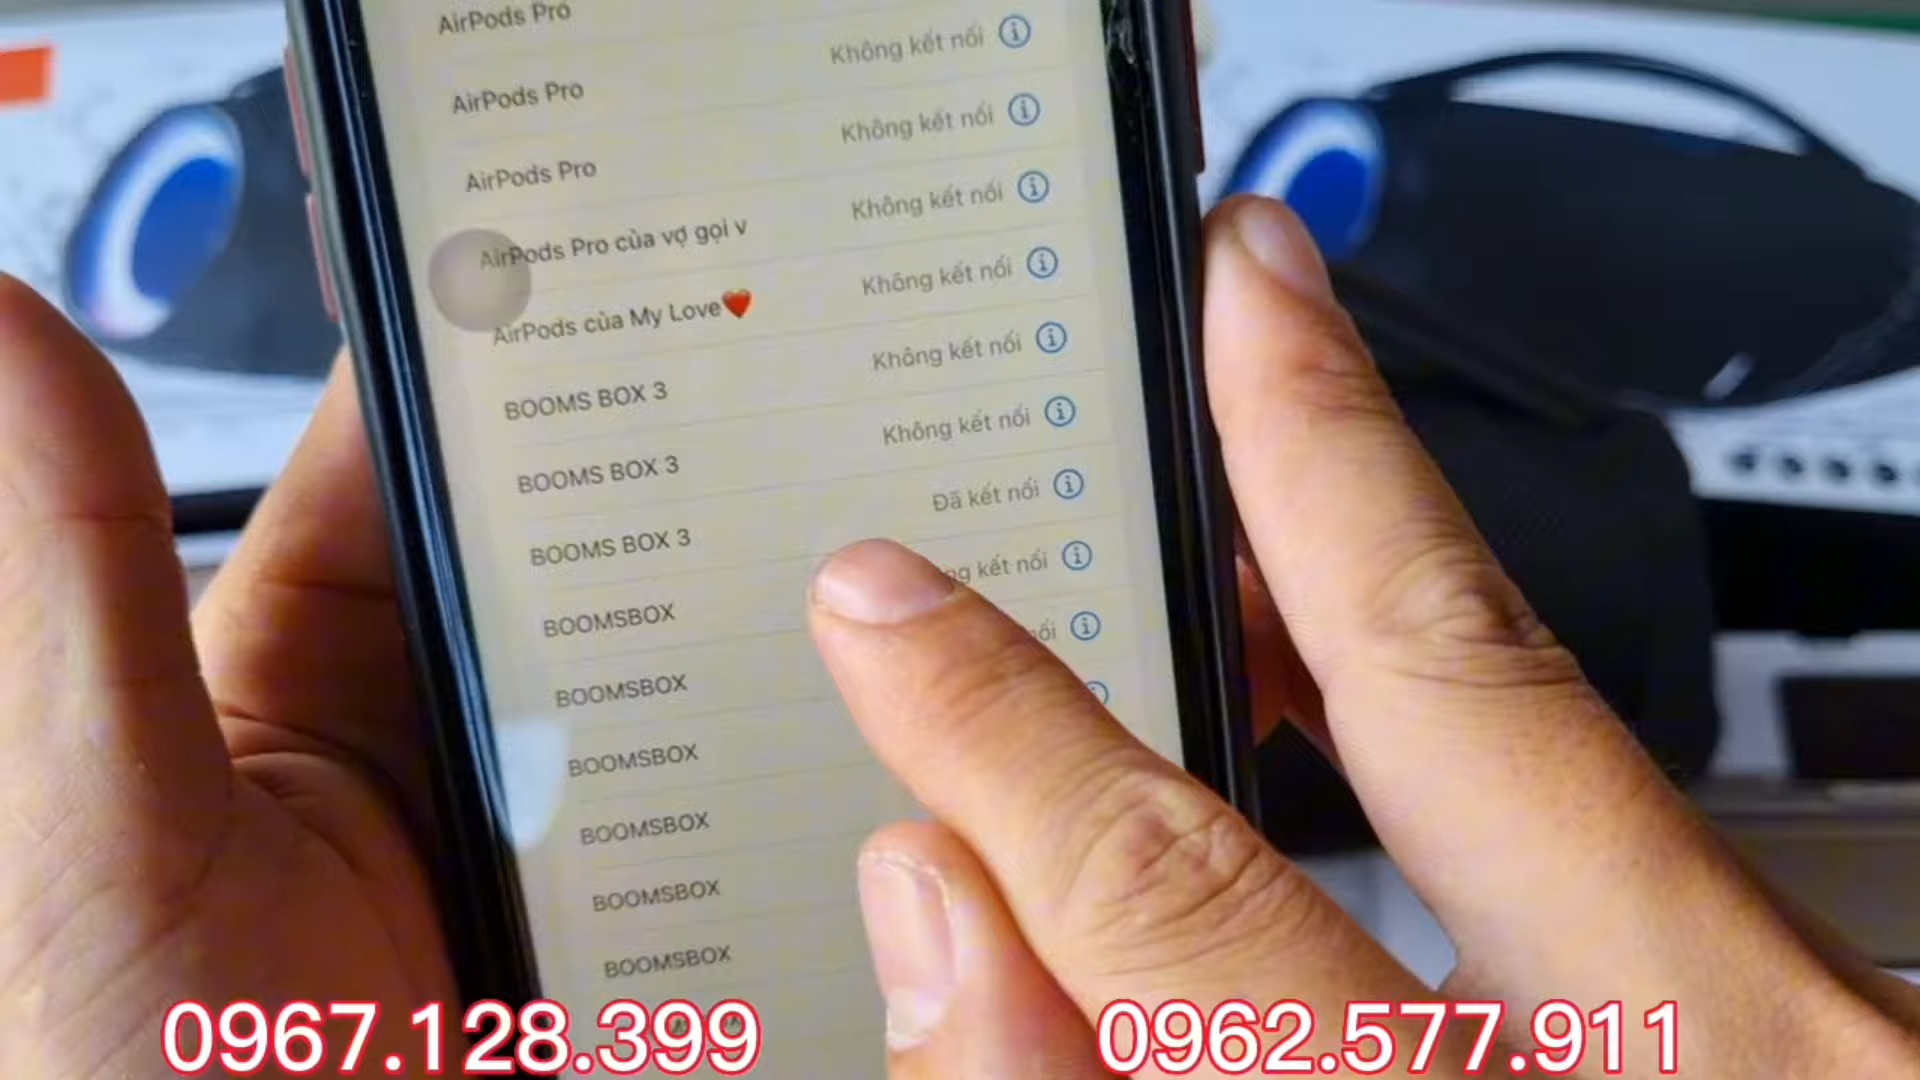 AirPods Pro
AirPods Pro Không kết nối
AirPods Pro Không kết nối
AirPods Pro của vợ gọi v Không kết nối
AirPods của My Love❤️ Không kết nối
BOOMS BOX 3 Không kết nối
BOOMS BOX 3 Không kết nối
BOOMS BOX 3 Đã kết nối
BOOMSBOX kết nối
BOOMSBOX nối
BOOMSBOX
BOOMSBOX
BOOMSBOX
BOOMSBOX
0967.128.399 0962.577.911